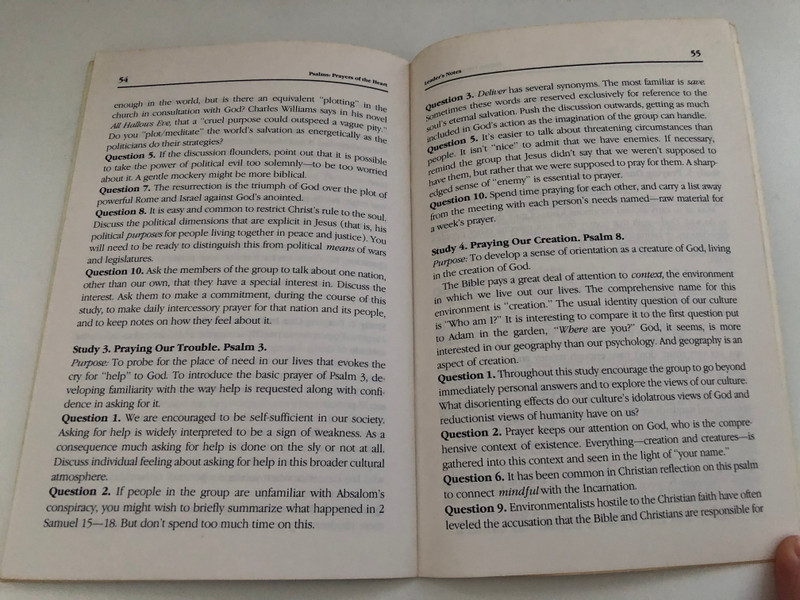 54
Psalms: Prayers of the Heart
enough in the world, but is there an equivalent "plotting" in the
church in consultation with God? Charles Williams says in his novel
All Hallows Eve, that a "cruel purpose could outspeed a vague pity."
Do you "plot/meditate" the world's salvation as energetically as the
politicians do their strategies?
Question 5. If the discussion flounders, point out that it is possible
to take the power of political evil too solemnly—to be too worried
about it. A gentle mockery might be more biblical.
Question 7. The resurrection is the triumph of God over the plot of
powerful Rome and Israel against God's anointed.
Question 8. It is easy and common to restrict Christ's rule to the soul.
Discuss the political dimensions that are explicit in Jesus (that is, his
political purposes for people living together in peace and justice). You
will need to be ready to distinguish this from political means of wars
and legislatures.
Question 10. Ask the members of the group to talk about one nation,
other than our own, that they have a special interest in. Discuss the
interest. Ask them to make a commitment, during the course of this
study, to make daily intercessory prayer for that nation and its people,
and to keep notes on how they feel about it.
Study 3. Praying Our Trouble. Psalm 3.
Purpose: To probe for the place of need in our lives that evokes the
cry for "help" to God. To introduce the basic prayer of Psalm 3, de-
veloping familiarity with the way help is requested along with confi-
dence in asking for it.
Question 1. We are encouraged to be self-sufficient in our society.
Asking for help is widely interpreted to be a sign of weakness. As a
consequence much asking for help is done on the sly or not at all.
Discuss individual feeling about asking for help in this broader cultural
atmosphere.
Question 2. If people in the group are unfamiliar with Absalom's
conspiracy, you might wish to briefly summarize what happened in 2
Samuel 15—18. But don't spend too much time on this.
Leader's Notes
55
Question 3. Deliver has several synonyms. The most familiar is save.
Sometimes these words are reserved exclusively for reference to the
soul's eternal salvation. Push the discussion outwards, getting as much
included in God's action as the imagination of the group can handle.
Question 5. It's easier to talk about threatening circumstances than
people. It isn't "nice" to admit that we have enemies. If necessary,
remind the group that Jesus didn't say that we weren't supposed to
have them, but rather that we were supposed to pray for them. A sharp-
edged sense of "enemy" is essential to prayer.
Question 10. Spend time praying for each other, and carry a list away
from the meeting with each person's needs named—raw material for
a week's prayer.
Study 4. Praying Our Creation. Psalm 8.
Purpose: To develop a sense of orientation as a creature of God, living
in the creation of God.
The Bible pays a great deal of attention to context, the environment
in which we live out our lives. The comprehensive name for this
environment is "creation." The usual identity question of our culture
is "Who am I?" It is interesting to compare it to the first question put
to Adam in the garden, "Where are you?" God, it seems, is more
interested in our geography than our psychology. And geography is an
aspect of creation.
Question 1. Throughout this study encourage the group to go beyond
immediately personal answers and to explore the views of our culture.
What disorienting effects do our culture's idolatrous views of God and
reductionist views of humanity have on us?
Question 2. Prayer keeps our attention on God, who is the compre-
hensive context of existence. Everything—creation and creatures—is
gathered into this context and seen in the light of "your name."
Question 6. It has been common in Christian reflection on this psalm
to connect mindful with the Incarnation.
Question 9. Environmentalists hostile to the Christian faith have often
leveled the accusation that the Bible and Christians are responsible for